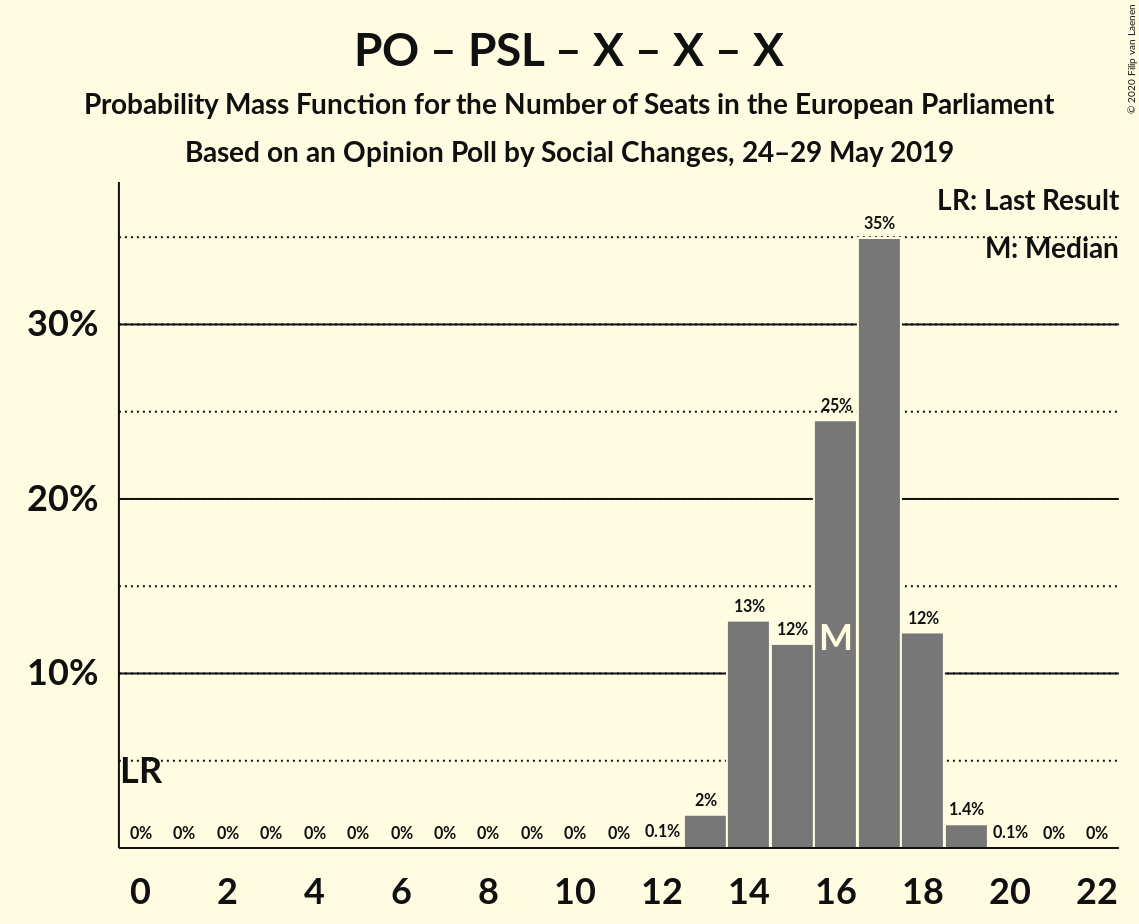 PO – PSL – X – X – X
Probability Mass Function for the Number of Seats in the European Parliament
Based on an Opinion Poll by Social Changes, 24–29 May 2019
© 2020 Filip van Laenen
LR: Last Result
M: Median
30%
20%
10%
LR
M
0% 0% 0% 0% 0% 0% 0% 0% 0% 0% 0% 0% 0.1% 2% 13% 12% 25% 35% 12% 1.4% 0.1% 0% 0%
0 2 4 6 8 10 12 14 16 18 20 22